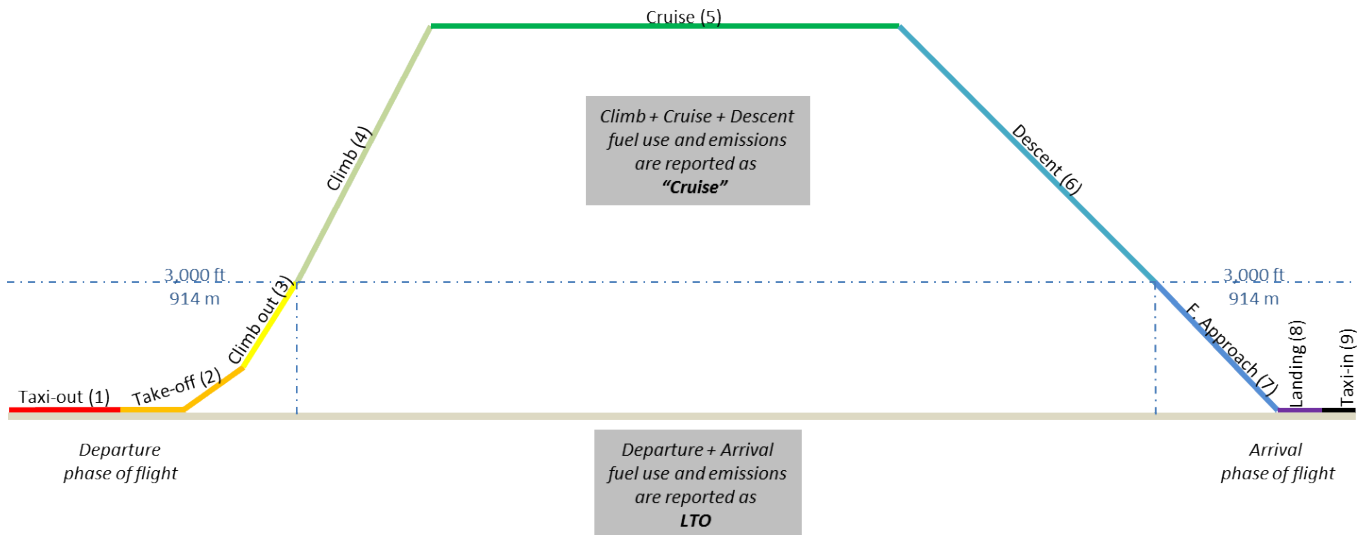 Cruise (5)
Climb + Cruise + Descent
fuel use and emissions
are reported as
“Cruise”
Climb (4)
Descent (6)
3,000 ft
914 m
3,000 ft
914 m
Climb out (3)
F. Approach (7)
Take-off (2)
Taxi-out (1)
Landing (8)
Taxi-in (9)
Departure
phase of flight
Departure + Arrival
fuel use and emissions
are reported as
LTO
Arrival
phase of flight